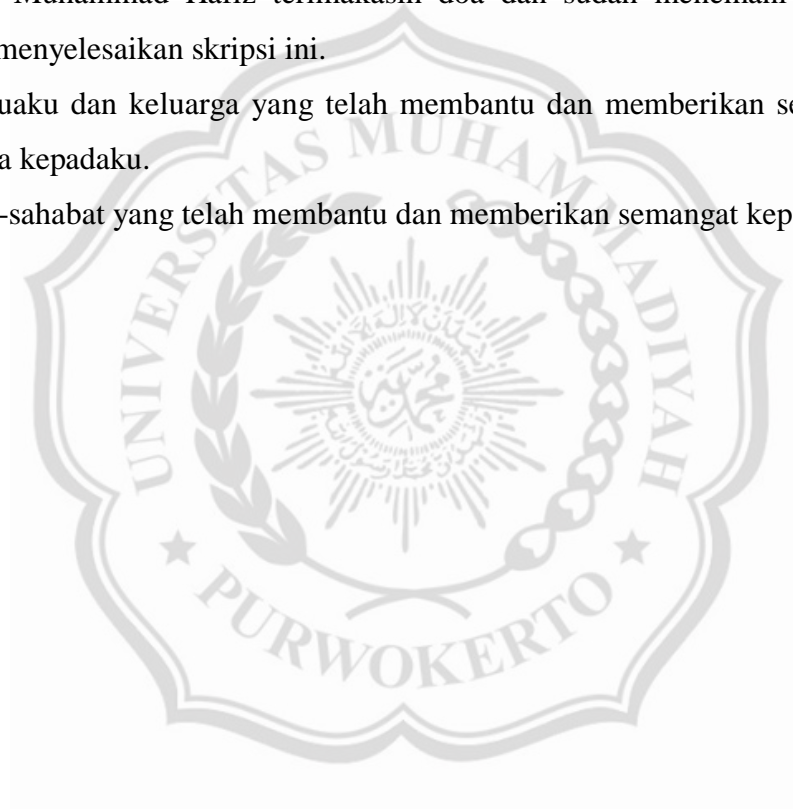 Muhammad Hafiz terimakasih doa dan sudah menemani
menyelesaikan skripsi ini.
uaku dan keluarga yang telah membantu dan memberikan se
a kepadaku.
-sahabat yang telah membantu dan memberikan semangat kep
UNIVERSITAS MUHAMMADIYAH
PURWOKERTO